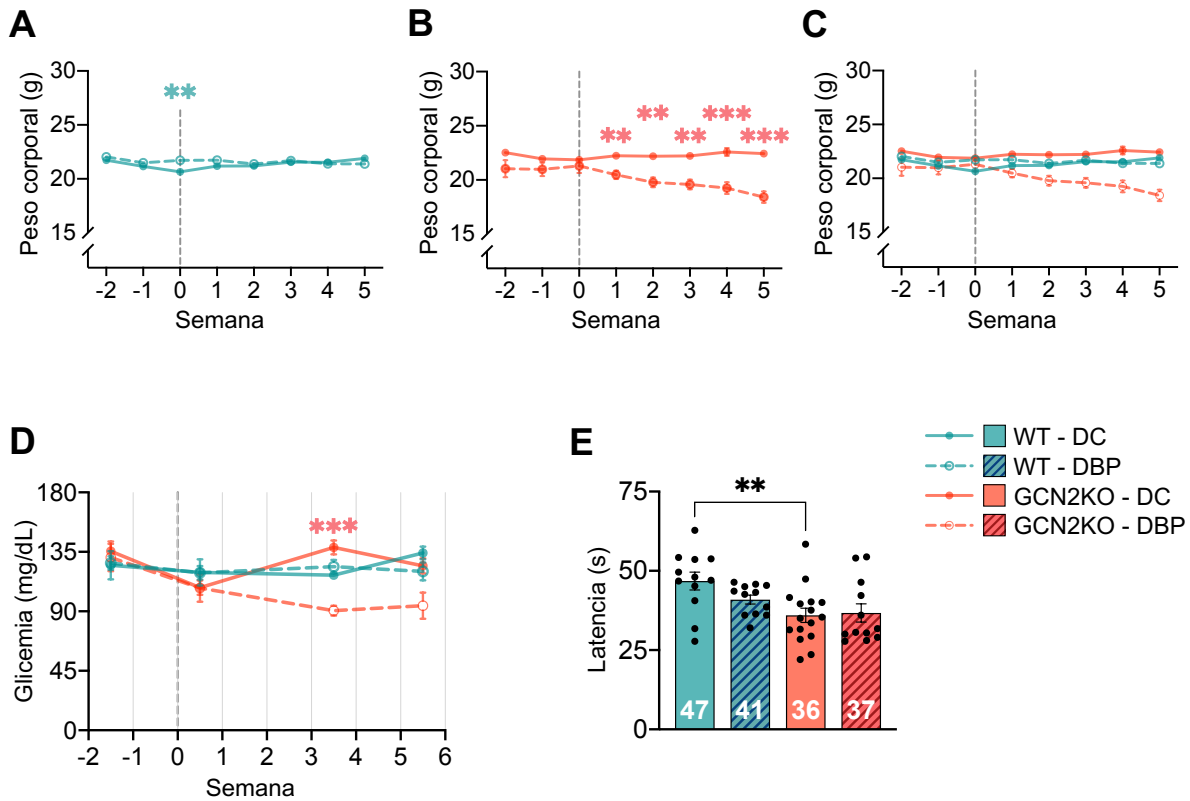 A
Peso corporal (g)
30
25
20
15
**
-2 -1 0 1 2 3 4 5
Semana
B
Peso corporal (g)
30
25
20
15
** ** ** *** ***
-2 -1 0 1 2 3 4 5
Semana
C
Peso corporal (g)
30
25
20
15
-2 -1 0 1 2 3 4 5
Semana
D
Glicemia (mg/dL)
180
135
90
45
0
***
-2 -1 0 1 2 3 4 5 6
Semana
E
Latencia (s)
75
50
25
0
**
47 41 36 37
WT - DC
WT - DBP
GCN2KO - DC
GCN2KO - DBP